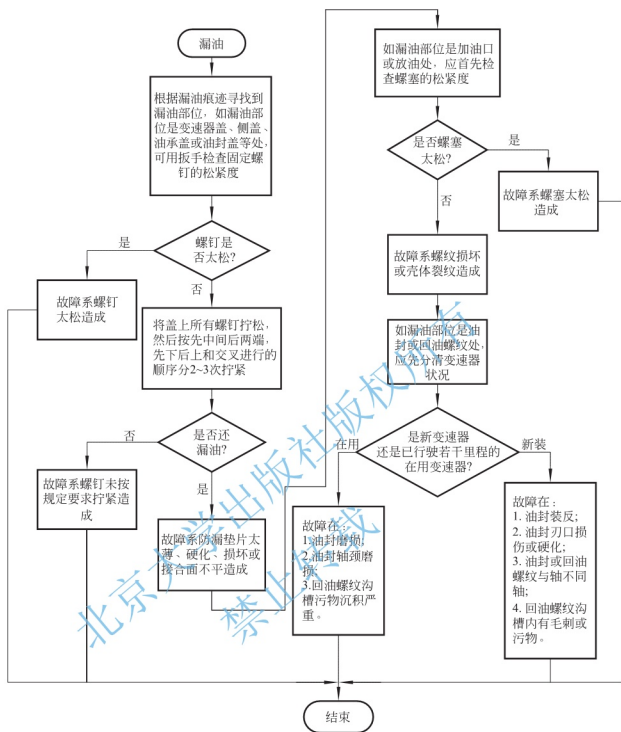 漏油
根据漏油痕迹寻找到
漏油部位，如漏油部
位是变速器盖、侧盖、
油承盖或油封盖等处，
可用扳手检查固定螺
钉的松紧度
螺钉是
否太松?
是
否
故障系螺钉
太松造成
将盖上所有螺钉拧松，
然后按先中间后两端，
先下后上和交叉进行的
顺序分2~3次拧紧
是否还
漏油?
否
是
故障系螺钉未按
规定要求拧紧造
成
故障系防漏垫片太
薄、硬化、损坏或
接合面不平造成
如漏油部位是加油口
或放油处，应首先检
查螺塞的松紧度
是否螺塞
太松?
是
否
故障系螺塞太松
造成
故障系螺纹损坏
或壳体裂纹造成
如漏油部位是油
封或回油螺纹处，
应充分清变速器
状况
是新变速器
还是已行驶若干里程的
在用变速器?
在用
新装
故障在：
1.油封磨损;
2.油封轴颈磨
损;
3.回油螺纹沟
槽污物沉积严
重。
故障在：
1. 油封装反;
2. 油封刃口损
伤或硬化;
3. 油封或回油
螺纹与轴不同
轴;
4. 回油螺纹沟
槽内有毛刺或
污物。
结束
北京大学出版社版权所有
禁止转载